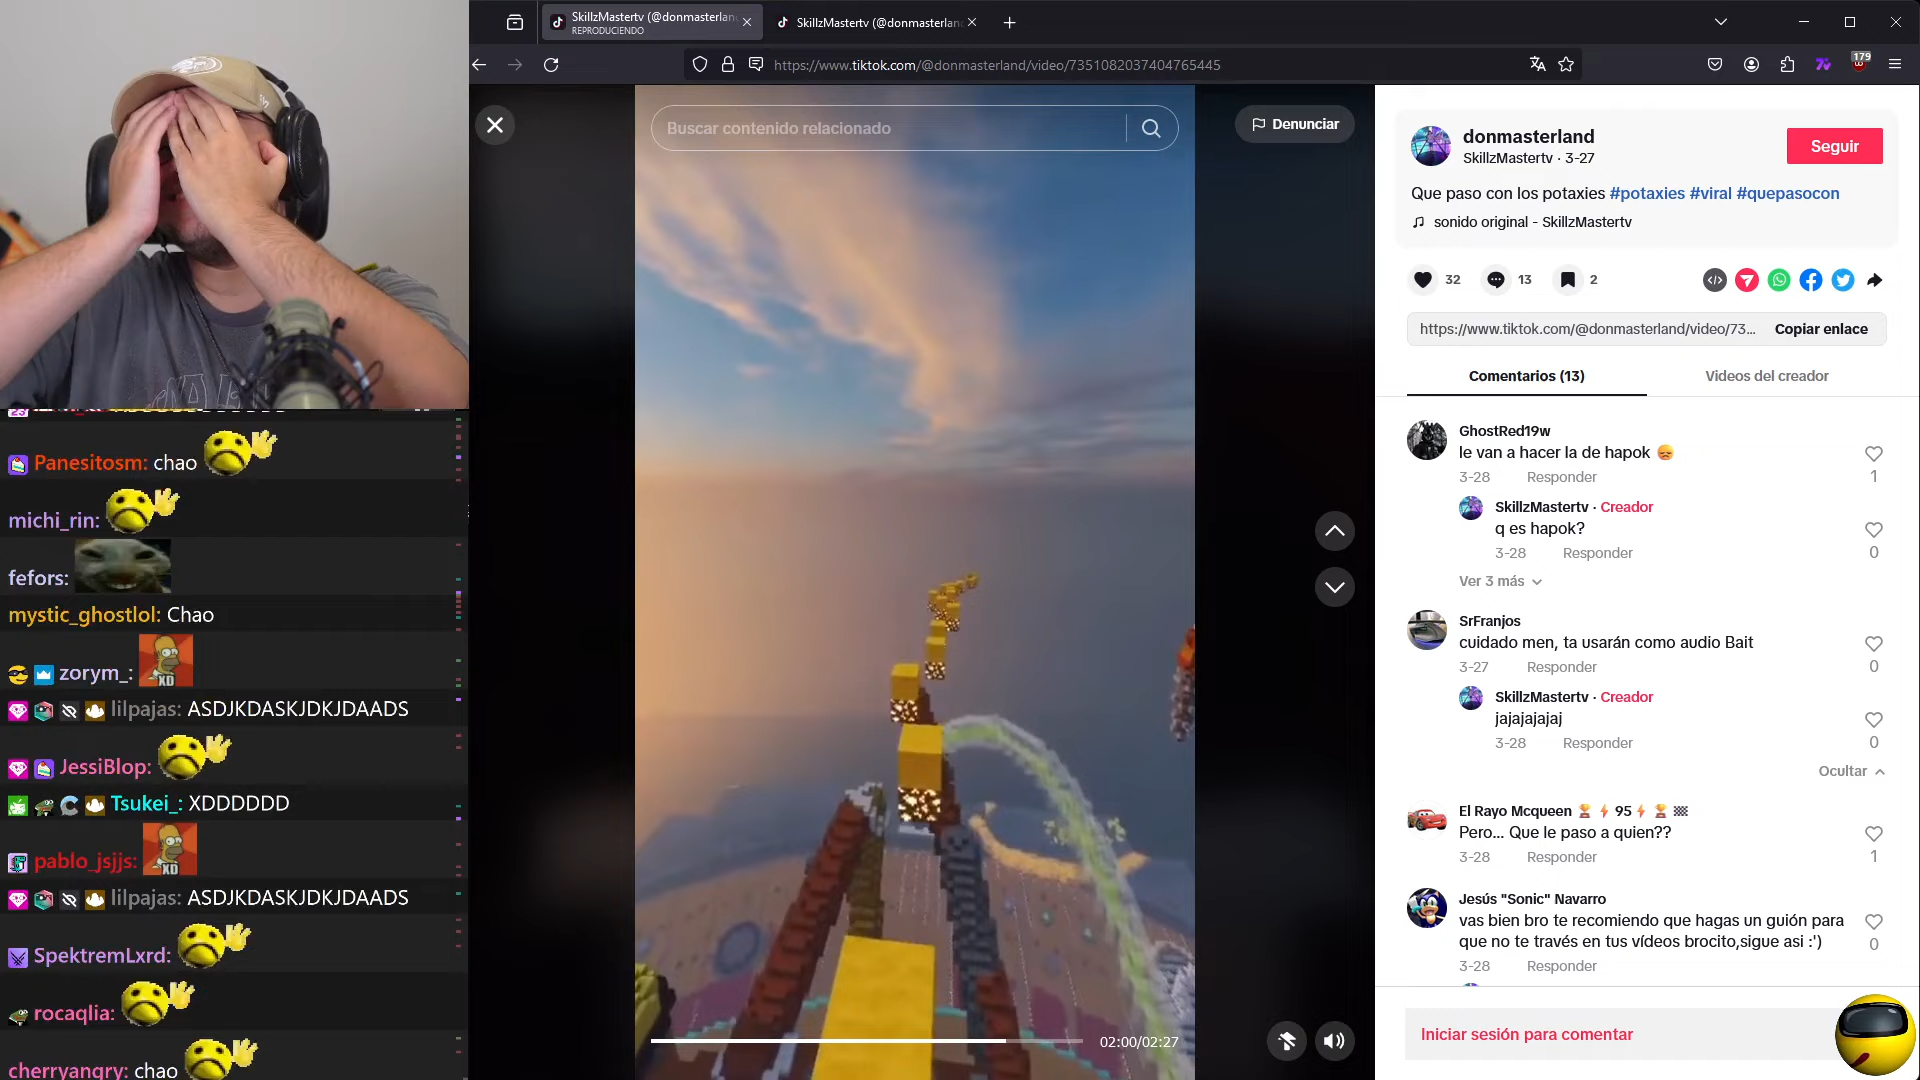 SkillzMastertv (@donmasterlan
REPRODUCIENDO
SkillzMastertv (@donmasterlan
https://www.tiktok.com/@donmasterland/video/7351082037404765445
179
Buscar contenido relacionado
Denunciar
donmasterland
SkillzMastertv · 3-27
Seguir
Que paso con los potaxies #potaxies #viral #quepasocon
sonido original - SkillzMastertv
32
13
2
https://www.tiktok.com/@donmasterland/video/73...
Copiar enlace
Comentarios (13)
Videos del creador
GhostRed19w
le van a hacer la de hapok
3-28
Responder
1
SkillzMastertv · Creador
q es hapok?
3-28
Responder
0
Ver 3 más
SrFranjos
cuidado men, ta usarán como audio Bait
3-27
Responder
0
SkillzMastertv · Creador
jajajajajaj
3-28
Responder
0
Ocultar
El Rayo Mcqueen 95
Pero... Que le paso a quien??
3-28
Responder
1
Jesús "Sonic" Navarro
vas bien bro te recomiendo que hagas un guión para
que no te través en tus vídeos brocito,sigue asi :')
3-28
Responder
0
Iniciar sesión para comentar
02:00/02:27
Panesitosm: chao
michi_rin:
fefors:
mystic_ghostlol: Chao
zorym_:
XD
lilpajas: ASDJKDASKJDKJDAADS
JessiBlop:
Tsukei_: XDDDDDD
pablo_jsjjs:
XD
lilpajas: ASDJKDASKJDKJDAADS
SpektremLxrd:
rocaqlia:
cherryangry: chao